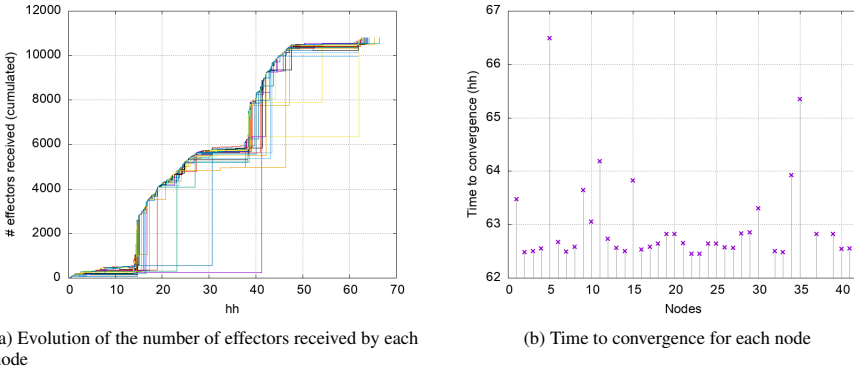 12000
10000
8000
6000
4000
2000
0
# effectors received (cumulated)
0 10 20 30 40 50 60 70
hh
a) Evolution of the number of effectors received by each
node
67
66
65
64
63
62
Time to convergence (hh)
0 5 10 15 20 25 30 35 40
Nodes
(b) Time to convergence for each node